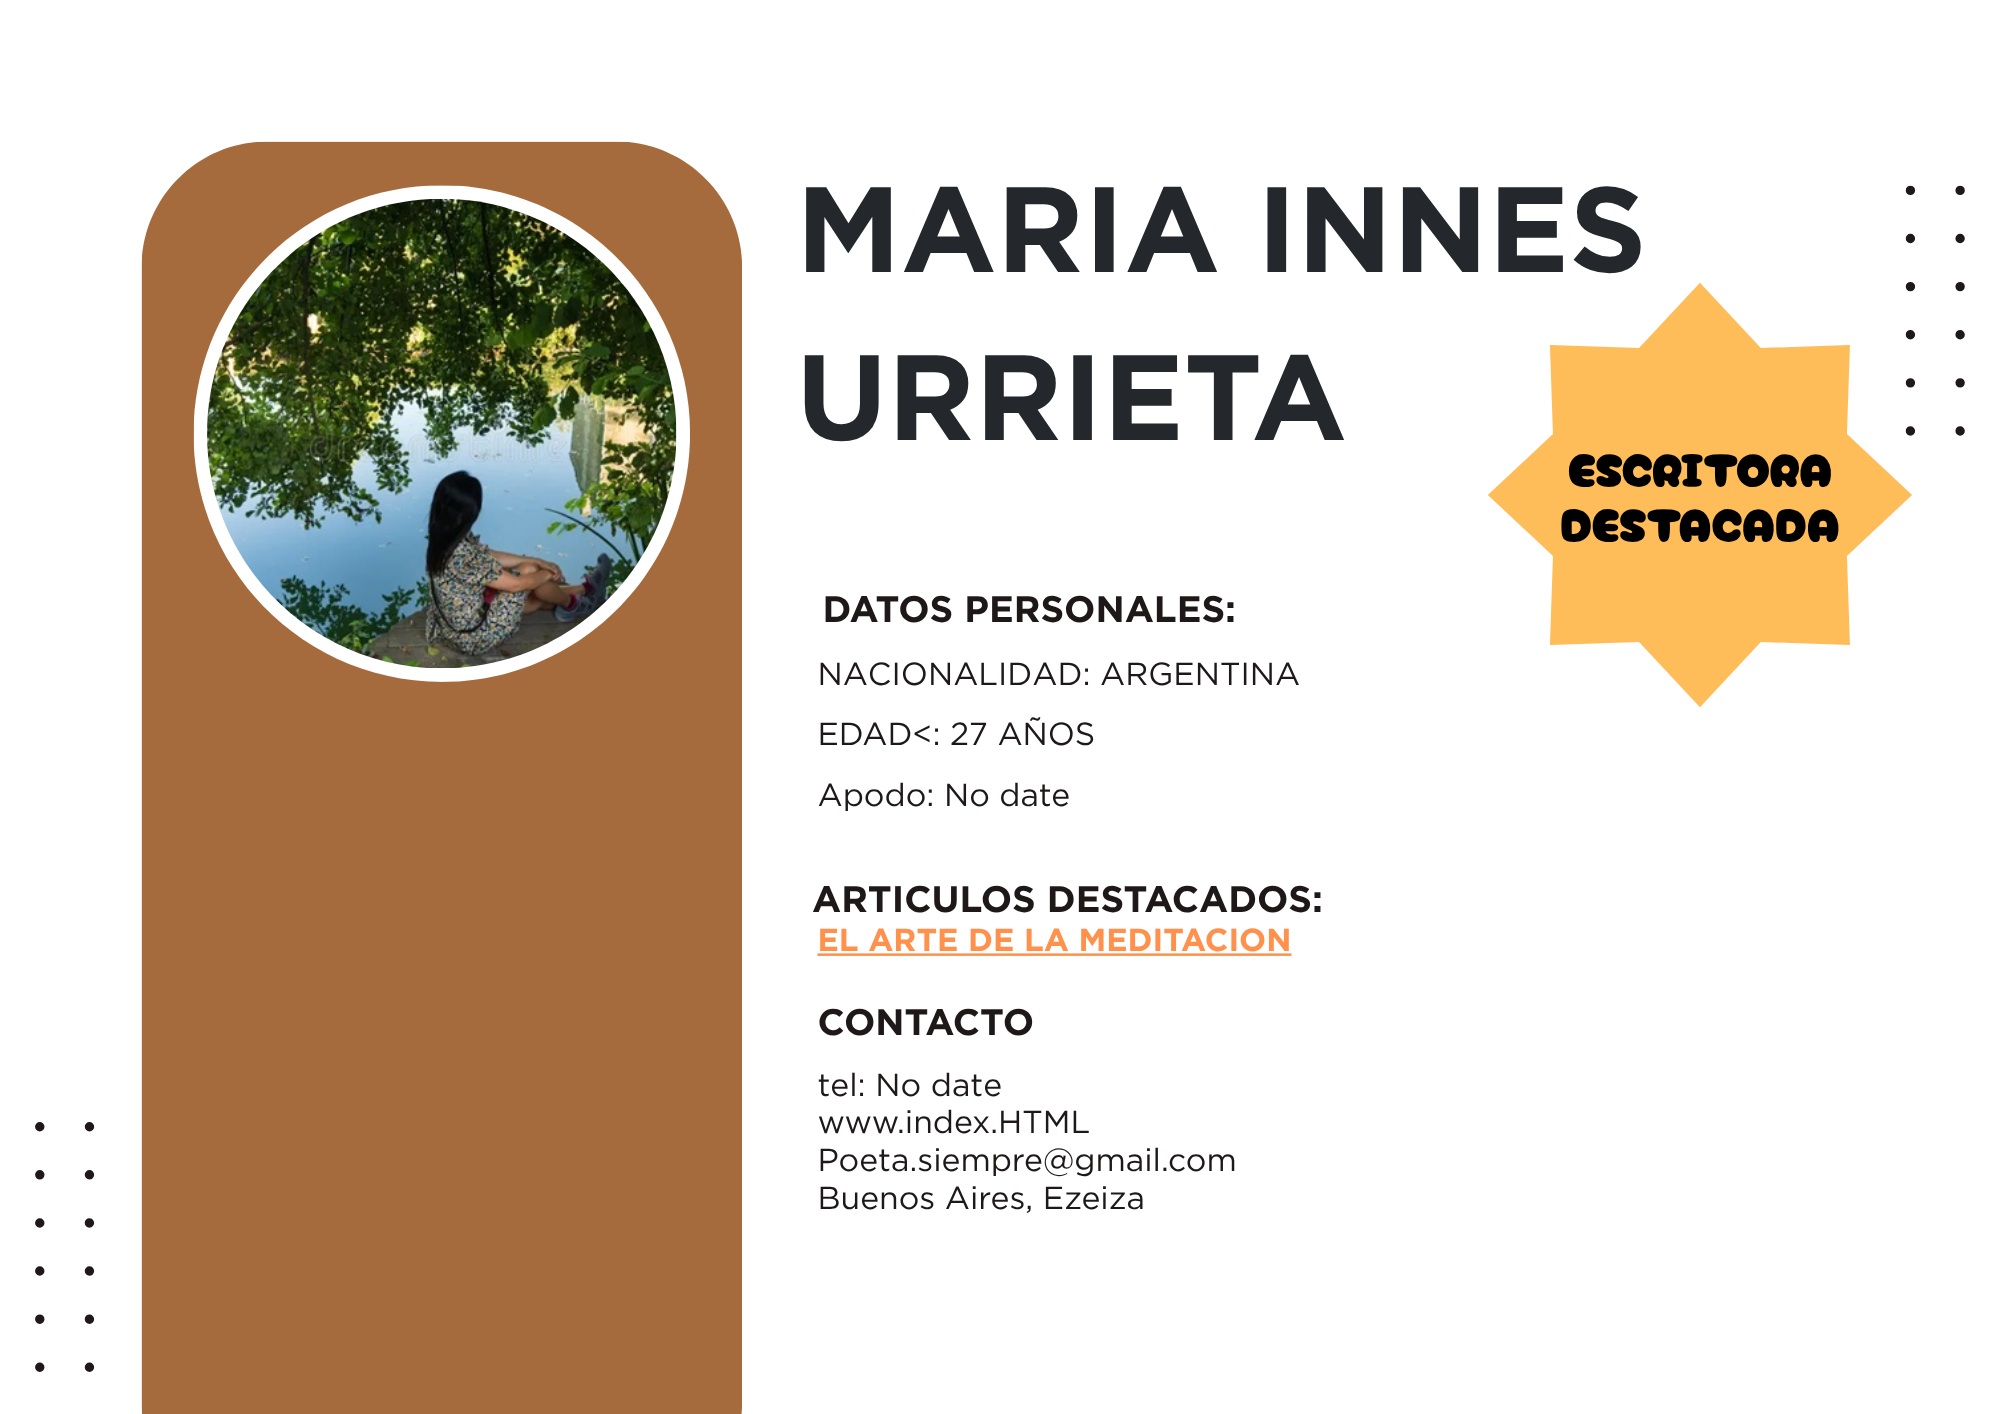 MARIA INNES
URRIETA
ESCRITORA
DESTACADA
DATOS PERSONALES:
NACIONALIDAD: ARGENTINA
EDAD<: 27 AÑOS
Apodo: No date
ARTICULOS DESTACADOS:
EL ARTE DE LA MEDITACION
CONTACTO
tel: No date
www.index.HTML
Poeta.siempre@gmail.com
Buenos Aires, Ezeiza